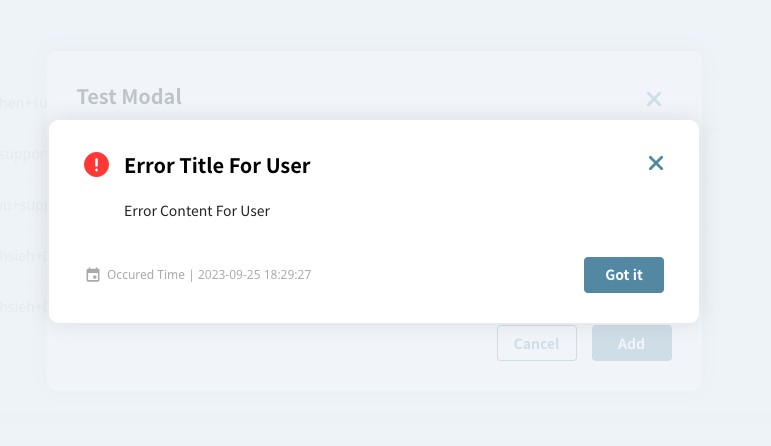 Test Modal
hen+su
Error Title For User
suppor
Error Content For User
hsieh+
Occured Time | 2023-09-25 18:29:27
Got it
hsieh+
Cancel
Add